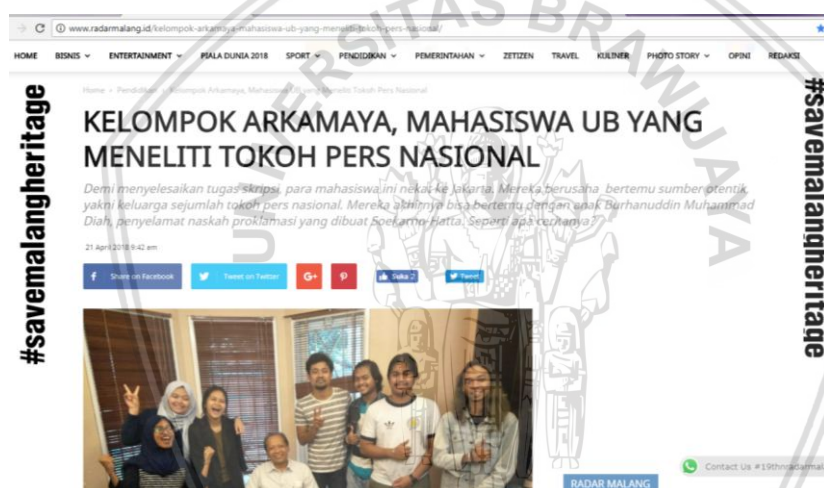 www.radarmalang.id/kelompok-arkamaya-mahasiswa-ub-yang-meneliti-tokoh-pers-nasional/
HOME BISNIS ENTERTAINMENT PIALA DUNIA 2018 SPORT PENDIDIKAN PEMERINTAHAN ZETIZEN TRAVEL KULINER PHOTO STORY OPINI REDAKSI
#savemalangheritage
Home Pendidikan Kelompok Arkamaya, Mahasiswa UB yang Meneliti Tokoh Pers Nasional
KELOMPOK ARKAMAYA, MAHASISWA UB YANG
MENELITI TOKOH PERS NASIONAL
Demi menyelesaikan tugas skripsi, para mahasiswa ini nekat ke Jakarta. Mereka berusaha bertemu sumber otentik,
yakni keluarga sejumlah tokoh pers nasional. Mereka akhirnya bisa bertemu dengan anak Burhanuddin Muhammad
Diah, penyelamat naskah proklamasi yang dibuat Soekarno-Hatta. Seperti apa ceritanya?
21 April 2018 9:42 am
Share on Facebook Tweet on Twitter G+ Suka 2 Tweet
#savemalangheritage
RADAR MALANG
Contact Us #19thnradarmala
UNIVERSITAS BRAWIJAYA